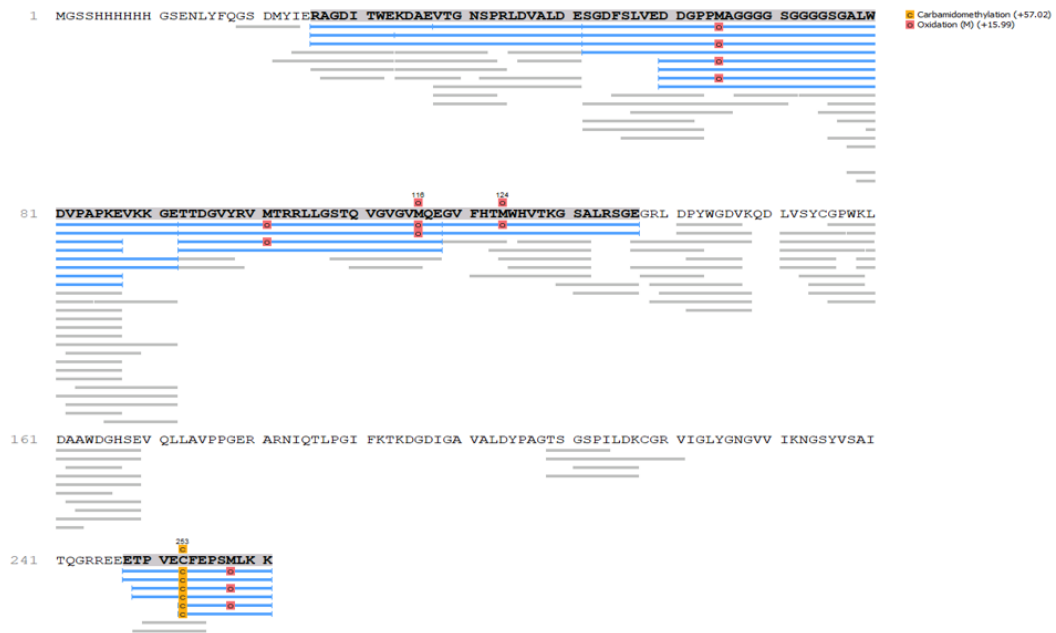 1 MGSSHHHHHH GSENLYFQGS DMYIERAGDI TWEKDAEVTG NSPRLDVALD ESGDFSLVED DGPPMAGGGG SGGGGSGALW
C Carbamidomethylation (+57.02)
O Oxidation (M) (+15.99)
116 124
81 DVPAPKEVKK GETTDGVYRV MTRRLLGSTQ VGVGVMQEGV FHTMWHVTKG SALRSGEGRL DPYWGDVKQD LVSYCGPWKL
161 DAAWDGHSEV QLLAVPPGER ARNIQTLPGI FKTKDGDIGA VALDYPAGTS GSPILDKCGR VIGLYGNGVV IKNGSYVSAI
253
241 TQGRREEETP VECFEPSMLK K